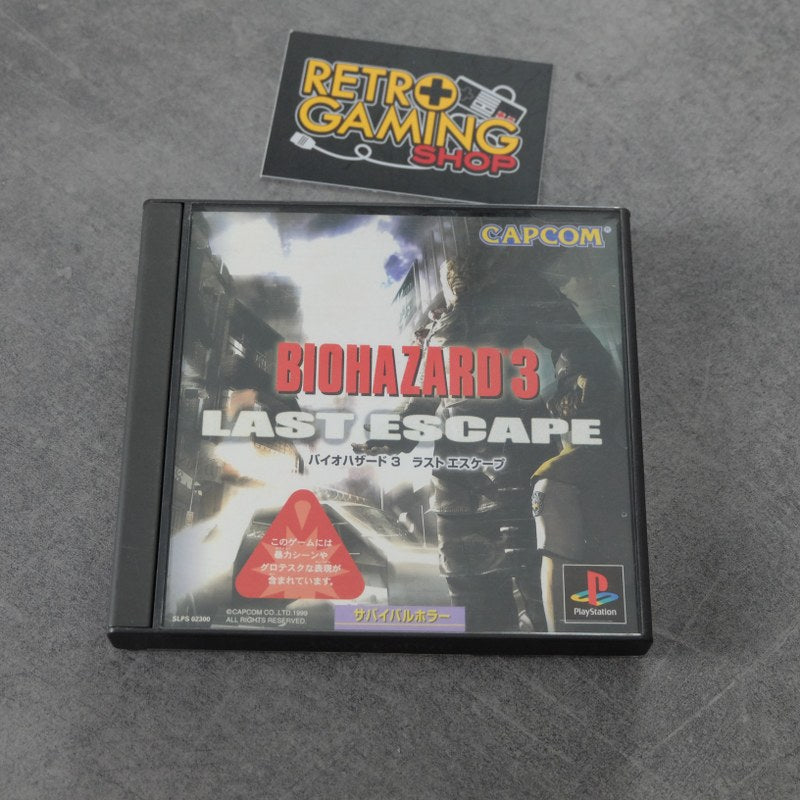 RETRO
GAMING
SHOP
CAPCOM®
BIOHAZARD 3
LAST ESCAPE
バイオハザード3 ラスト エスケープ
このゲームには
暴力シーンや
グロテスクな表現が
含まれています。
SLPS 02300
©CAPCOM CO.,LTD.1999
ALL RIGHTS RESERVED.
サバイバルホラー
PlayStation